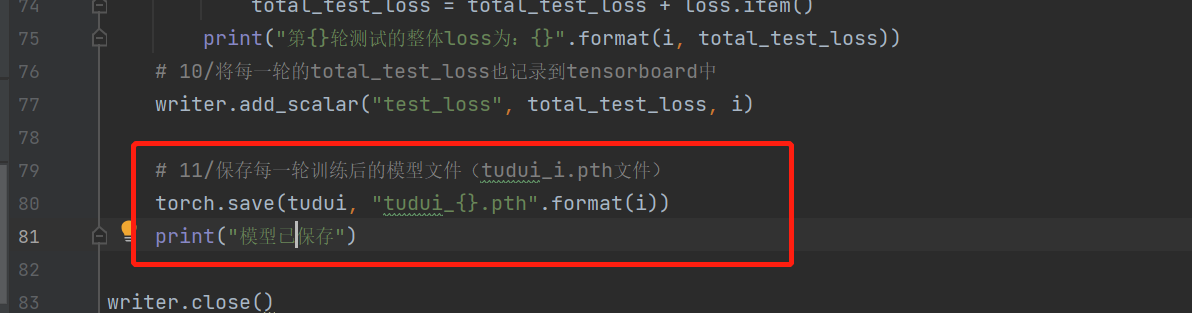 74 total_test_loss = total_test_loss + loss.item()
75 print("第{}轮测试的整体loss为: {}".format(i, total_test_loss))
76 # 10/将每一轮的total_test_loss也记录到tensorboard中
77 writer.add_scalar("test_loss", total_test_loss, i)
78
79 # 11/保存每一轮训练后的模型文件（tudui_i.pth文件）
80 torch.save(tudui, "tudui_{}.pth".format(i))
81 print("模型已保存")
82
83 writer.close()